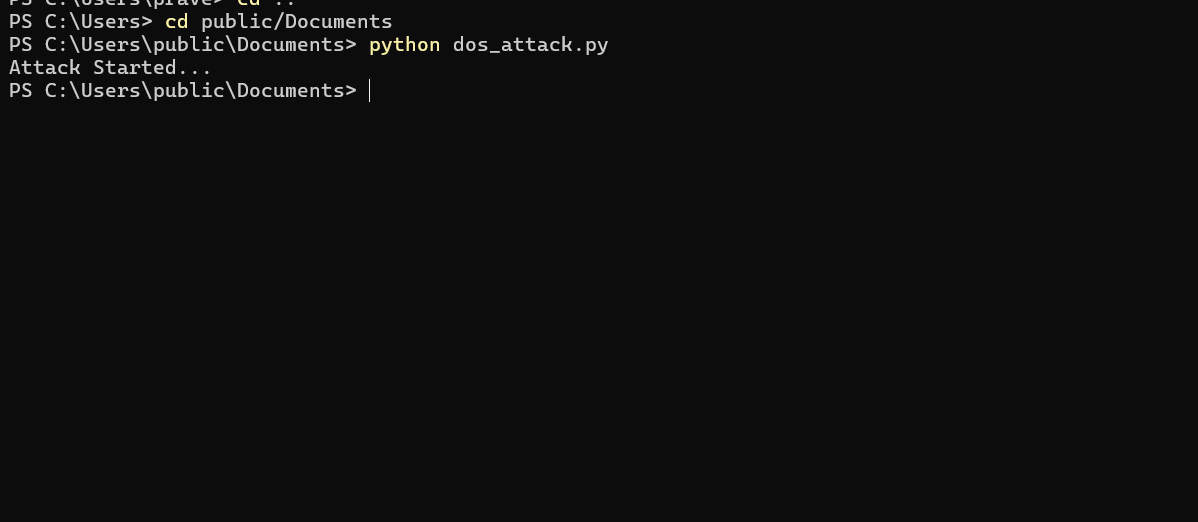 PS C:\Users\prave> cd ..
PS C:\Users> cd public/Documents
PS C:\Users\public\Documents> python dos_attack.py
Attack Started...
PS C:\Users\public\Documents>